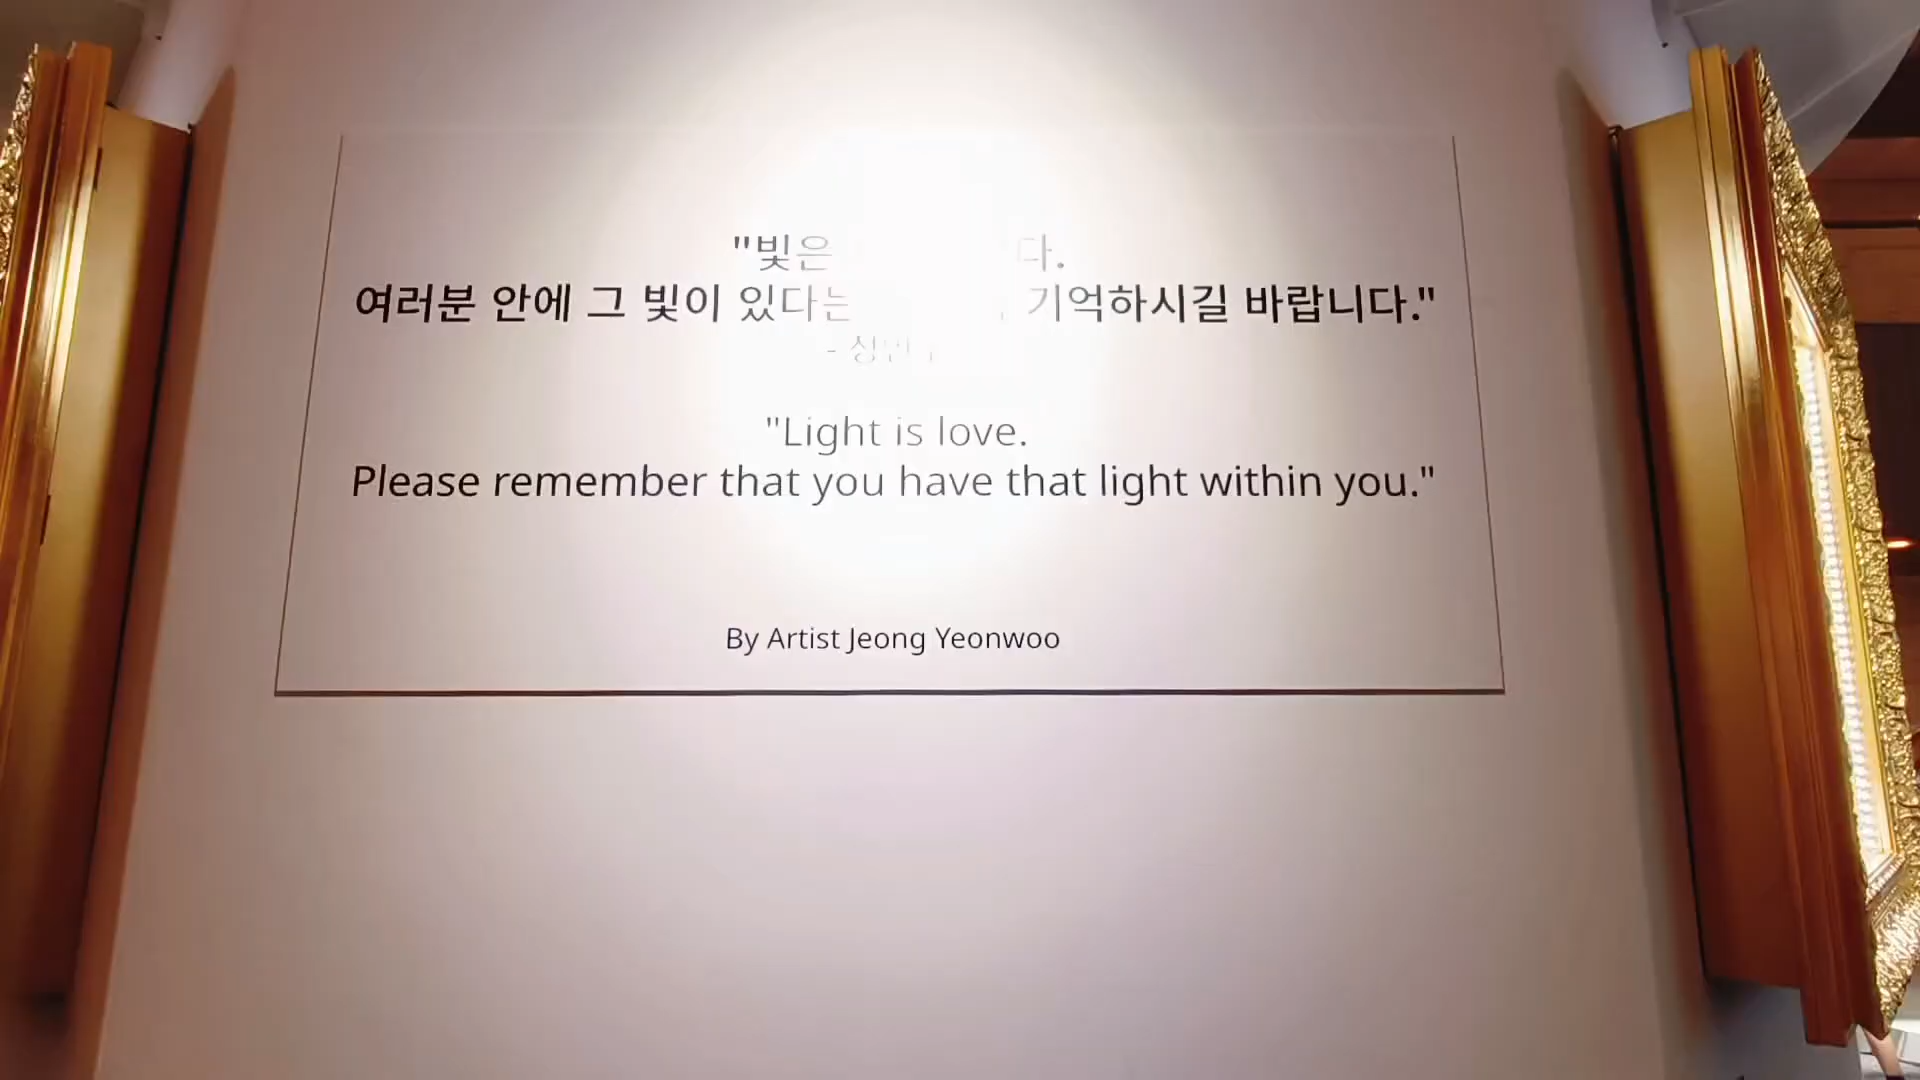 "빛은
여러분 안에 그 빛이 있다는 기억하시길 바랍니다."
"Light is love.
Please remember that you have that light within you."
By Artist Jeong Yeonwoo